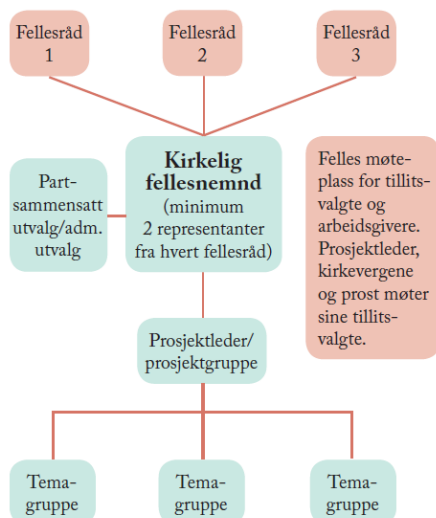 Fellesråd
1
Fellesråd
2
Fellesråd
3
Kirkelig
fellesnemnd
(minimum
2 representanter
fra hvert fellesråd)
Part-
sammensatt
utvalg/adm.
utvalg
Felles møte-
plass for tillits-
valgte og
arbeidsgivere.
Prosjektleder,
kirkevergene
og prost møter
sine tillits-
valgte.
Prosjektleder/
prosjektgruppe
Tema-
gruppe
Tema-
gruppe
Tema-
gruppe